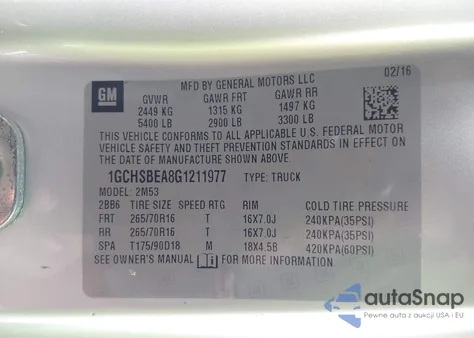 GM
MFD BY GENERAL MOTORS LLC
02/16
GVWR GAWR FRT GAWR RR
2449 KG 1315 KG 1497 KG
5400 LB 2900 LB 3300 LB
THIS VEHICLE CONFORMS TO ALL APPLICABLE U.S. FEDERAL MOTOR
VEHICLE SAFETY AND THEFT PREVENTION STANDARDS IN EFFECT ON
THE DATE OF MANUFACTURE SHOWN ABOVE.
1GCHSBEA8G1211977 TYPE: TRUCK
MODEL: 2M53
2BB6 TIRE SIZE SPEED RTG RIM COLD TIRE PRESSURE
FRT 265/70R16 T 16X7.0J 240KPA(35PSI)
RR 265/70R16 T 16X7.0J 240KPA(35PSI)
SPA T175/90D18 M 18X4.5B 420KPA(60PSI)
SEE OWNER'S MANUAL FOR MORE INFORMATION
autoSnap
Pewne auta z aukcji USA i EU